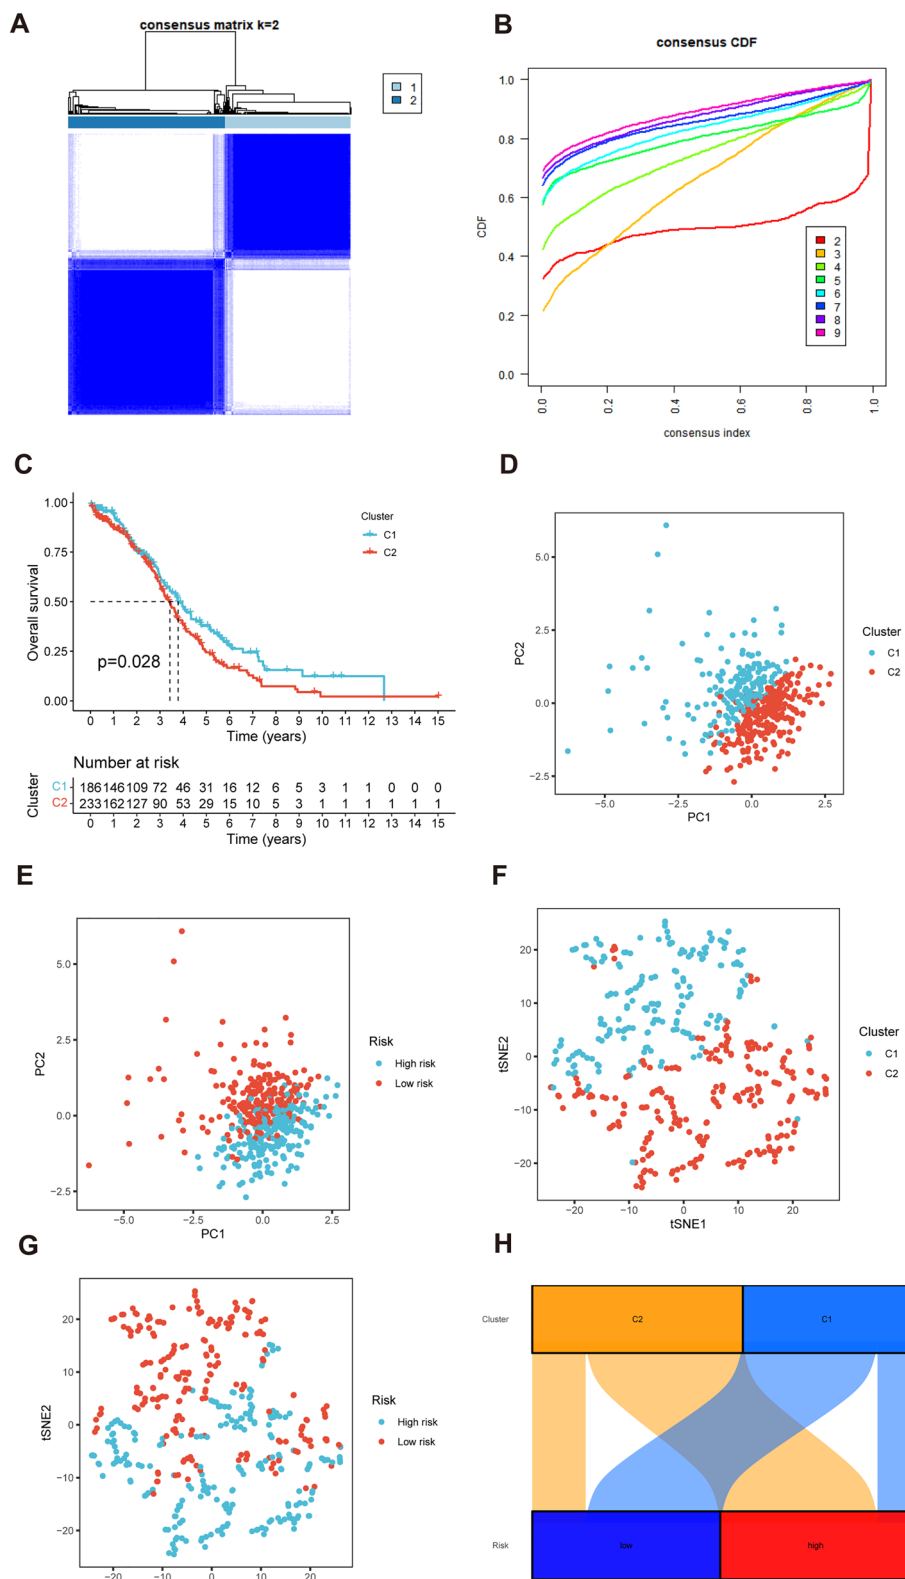 A
consensus matrix k=2
1
2
B
consensus CDF
1.0
0.8
0.6
0.4
0.2
0.0
CDF
2
3
4
5
6
7
8
9
0.0 0.2 0.4 0.6 0.8 1.0
consensus index
C
Overall survival
1.00
0.75
0.50
0.25
0.00
Cluster
C1
C2
p=0.028
0 1 2 3 4 5 6 7 8 9 10 11 12 13 14 15
Time (years)
Number at risk
Cluster
C1 186 146 109 72 46 31 16 12 6 5 3 1 1 0 0 0
C2 233 162 127 90 53 29 15 10 5 3 1 1 1 1 1 1
0 1 2 3 4 5 6 7 8 9 10 11 12 13 14 15
Time (years)
D
PC2
5.0
2.5
0.0
−2.5
−5.0 −2.5 0.0 2.5
PC1
Cluster
C1
C2
E
PC2
5.0
2.5
0.0
−2.5
−5.0 −2.5 0.0 2.5
PC1
Risk
High risk
Low risk
F
tSNE2
20
10
0
−10
−20
−20 −10 0 10 20
tSNE1
Cluster
C1
C2
G
tSNE2
20
10
0
−10
−20
−20 −10 0 10 20
Risk
High risk
Low risk
H
Cluster
C2
C1
Risk
low
high